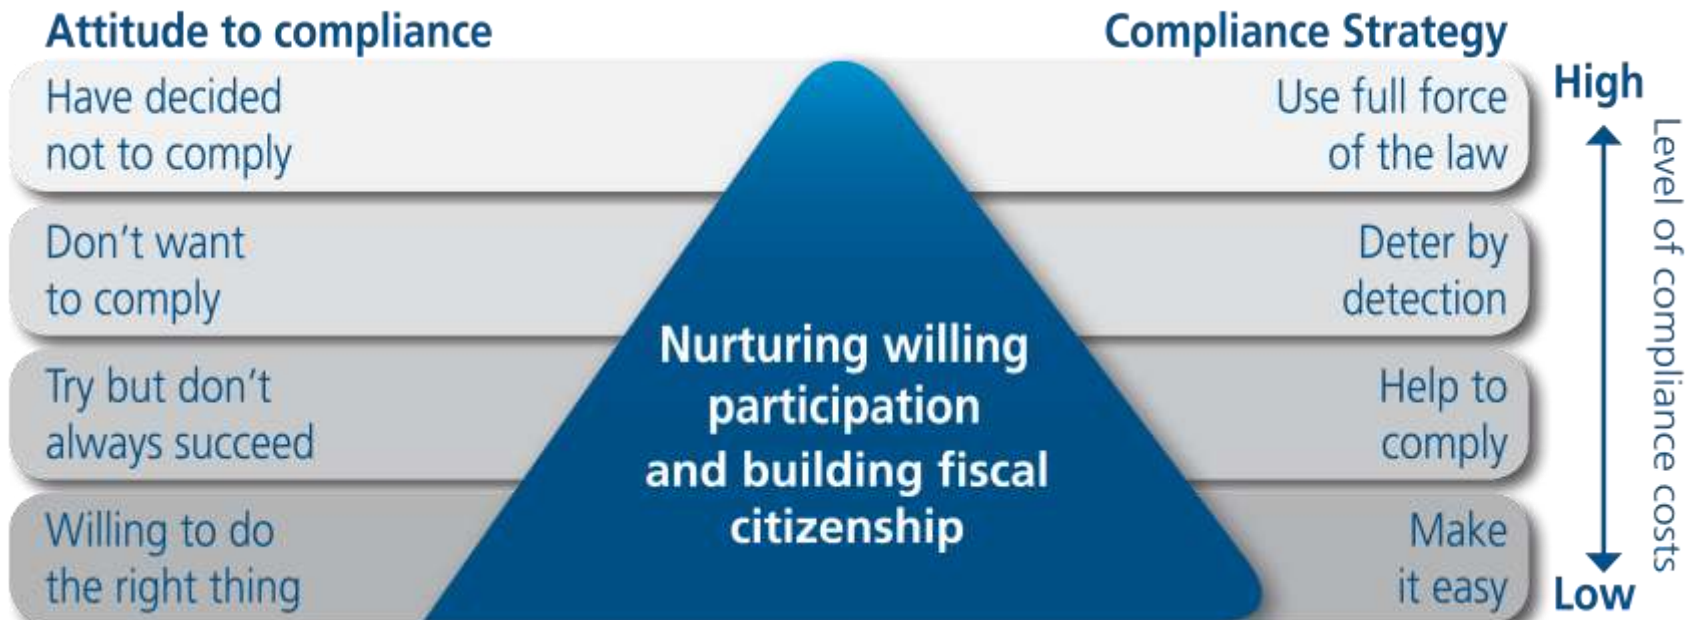 Attitude to compliance
Compliance Strategy
Have decided
not to comply
Use full force
of the law
Don't want
to comply
Deter by
detection
Try but don't
always succeed
Help to
comply
Willing to do
the right thing
Make
it easy
Nurturing willing
participation
and building fiscal
citizenship
High
Level of compliance costs
Low